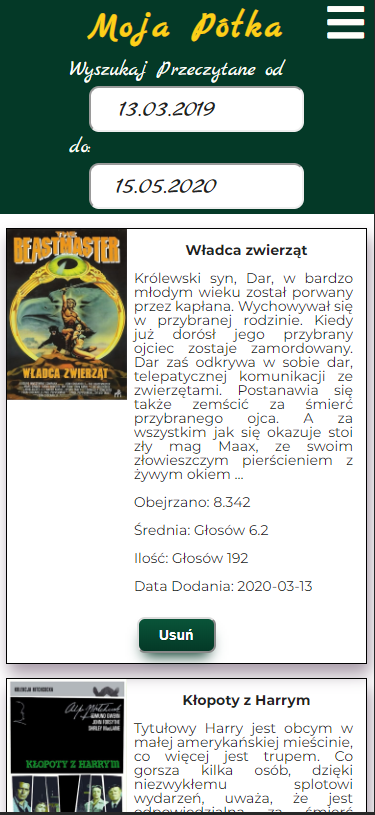 Moja Półka
Wyszukaj Przeczytane od
13.03.2019
do:
15.05.2020
THE
BEASTMASTER
WŁADCA ZWIERZĄT
Władca zwierząt
Królewski syn, Dar, w bardzo
młodym wieku został porwany
przez kapłana. Wychowywał się
w przybranej rodzinie. Kiedy
już dorósł jego przybrany
ojciec zostaje zamordowany.
Dar zaś odkrywa w sobie dar,
telepatycznej komunikacji ze
zwierzętami. Postanawia się
także zemścić za śmierć
przybranego ojca. A za
wszystkim jak się okazuje stoi
zły mag Maax, ze swoim
złowieszczym pierścieniem z
żywym okiem ...
Obejrzano: 8.342
Średnia: Głosów 6.2
Ilość: Głosów 192
Data Dodania: 2020-03-13
Usuń
KŁOPOTY Z HARRYM
Kłopoty z Harrym
Tytułowy Harry jest obcym w
małej amerykańskiej mieścinie,
co więcej jest trupem. Co
gorsza kilka osób, dzięki
niezwykłemu splotowi
wydarzeń, uważa, że jest
odpowiedzialna za śmierć